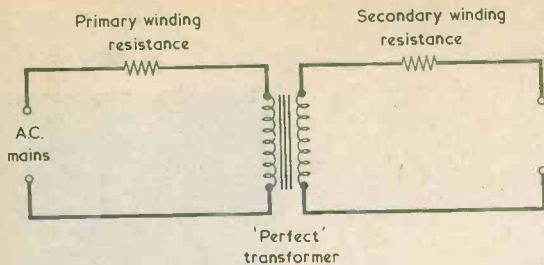 Primary winding
resistance
Secondary winding
resistance
A.C.
mains
'Perfect'
transformer